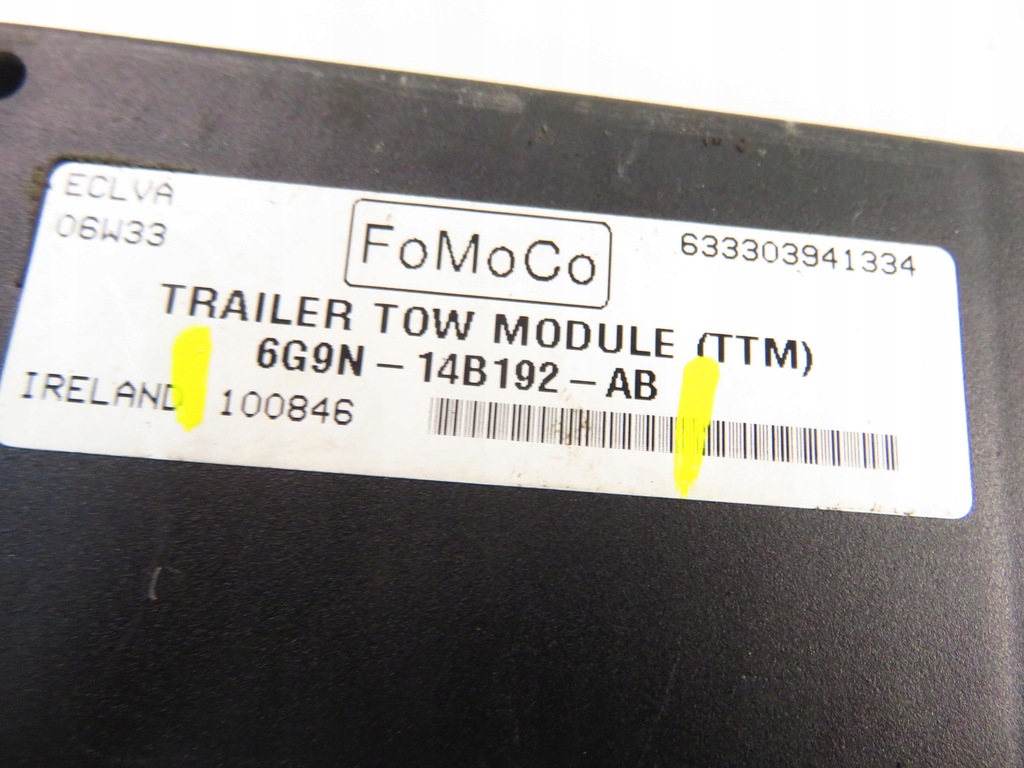 ECLVA
06W33
FoMoCo
633303941334
TRAILER TOW MODULE (TTM)
6G9N - 14B192 - AB
IRELAND 100846